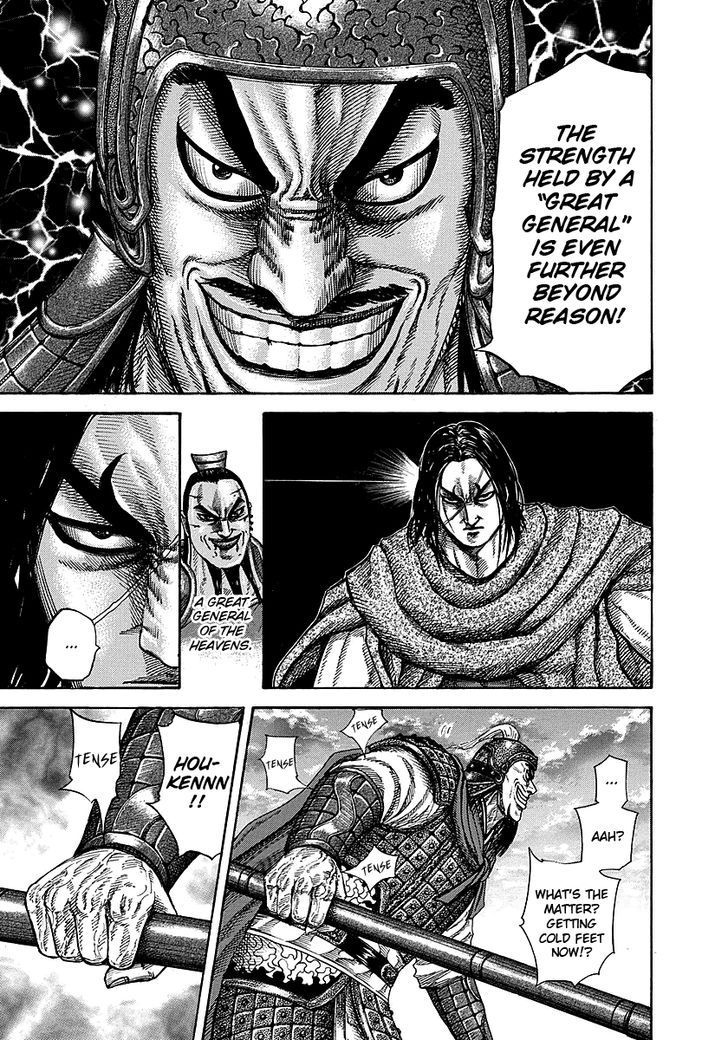 THE
STRENGTH
HELD BY A
"GREAT
GENERAL"
IS EVEN
FURTHER
BEYOND
REASON!
A GREAT
GENERAL
OF THE
HEAVENS.
...
...
AAH?
WHAT'S THE
MATTER?
GETTING
COLD FEET
NOW!?
TENSE
TENSE
TENSE
HOU-
KENNN
!!
TENSE